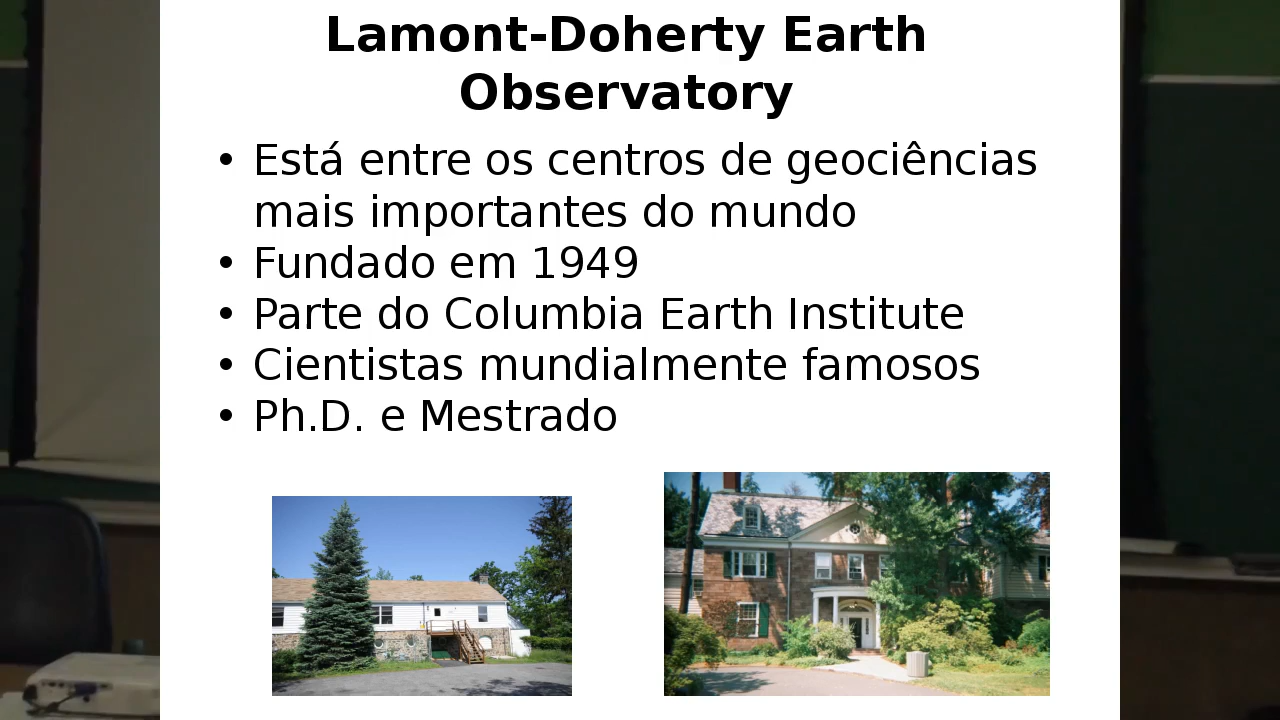 Lamont-Doherty Earth
Observatory
• Está entre os centros de geociências
mais importantes do mundo
• Fundado em 1949
• Parte do Columbia Earth Institute
• Cientistas mundialmente famosos
• Ph.D. e Mestrado